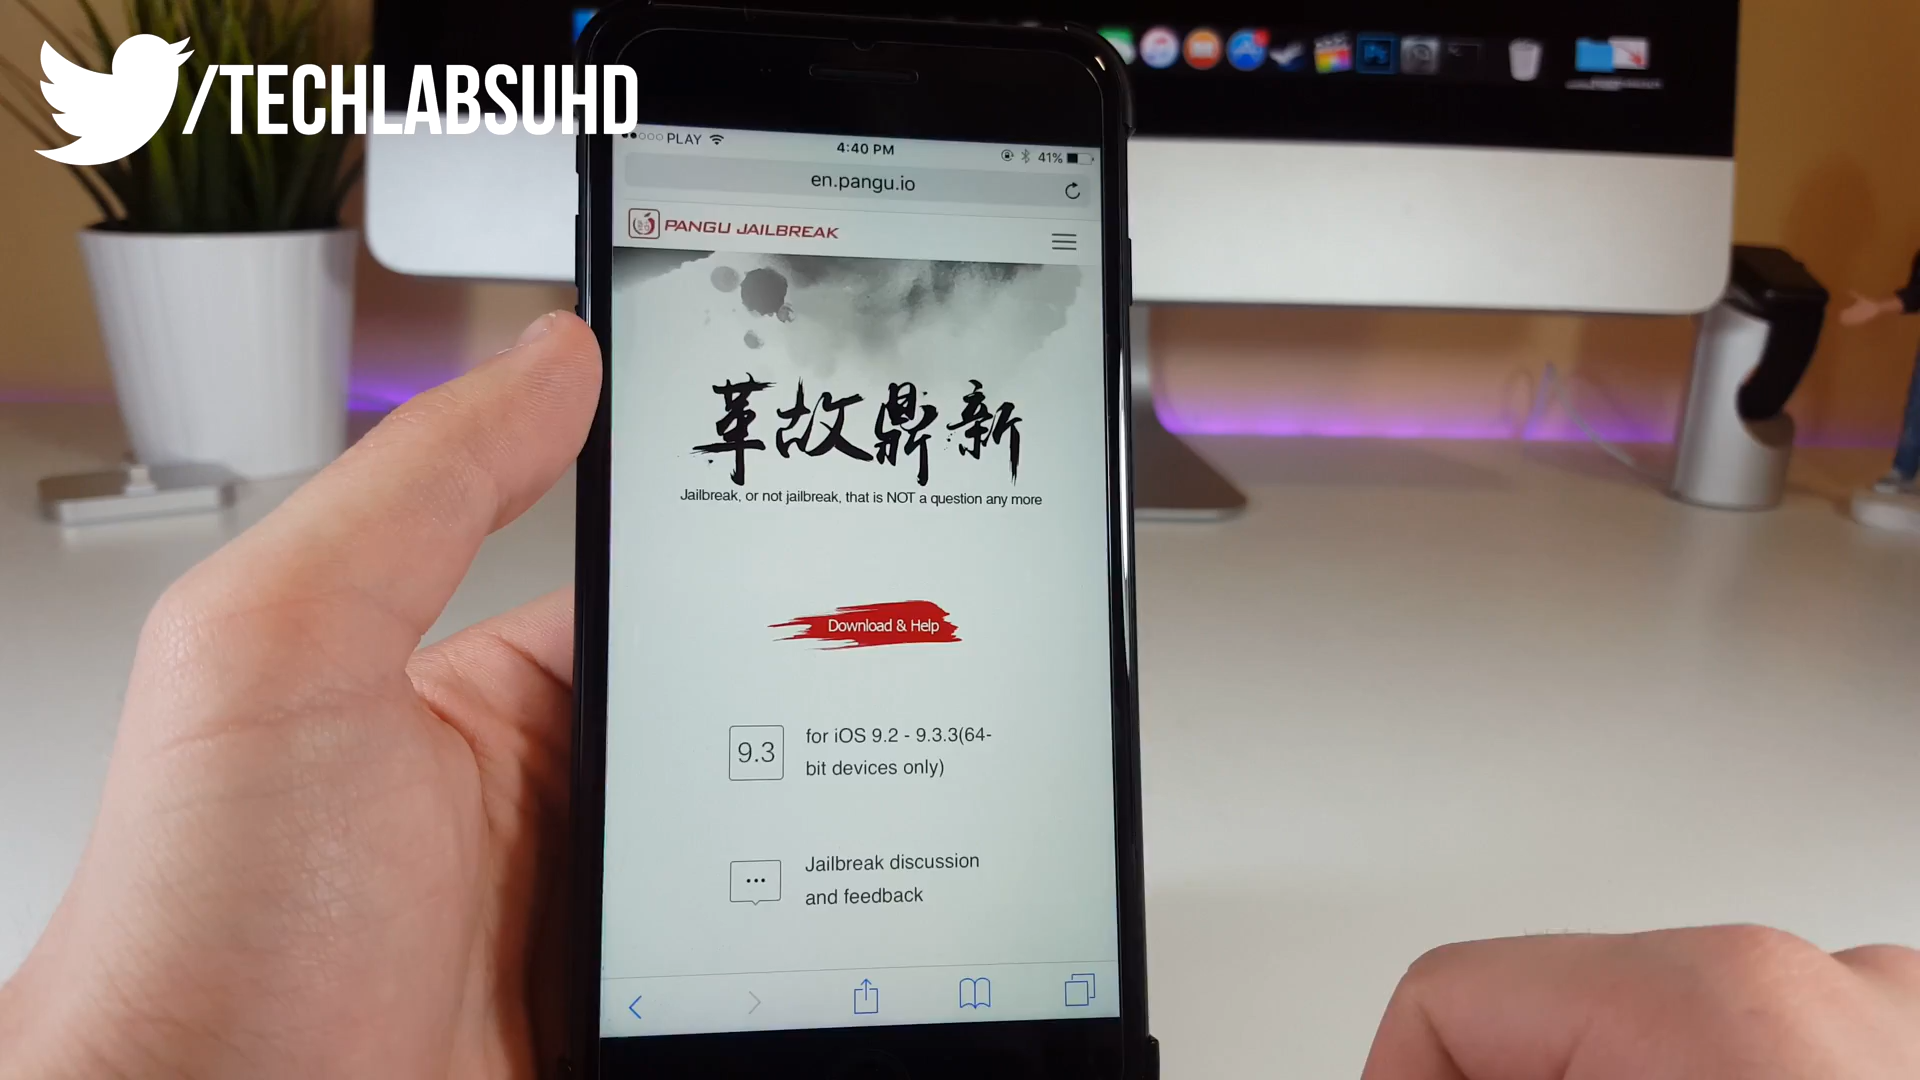 /TECHLABSUHD
PLAY
4:40 PM
41%
en.pangu.io
PANGU JAILBREAK
革故鼎新
Jailbreak, or not jailbreak, that is NOT a question any more
Download & Help
9.3
for iOS 9.2 - 9.3.3(64-
bit devices only)
Jailbreak discussion
and feedback